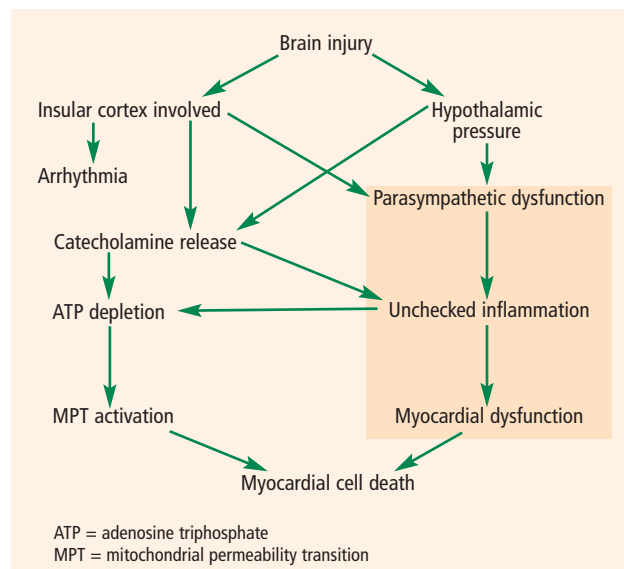 Brain injury
Insular cortex involved
Hypothalamic
pressure
Arrhythmia
Parasympathetic dysfunction
Catecholamine release
ATP depletion
Unchecked inflammation
MPT activation
Myocardial dysfunction
Myocardial cell death
ATP = adenosine triphosphate
MPT = mitochondrial permeability transition